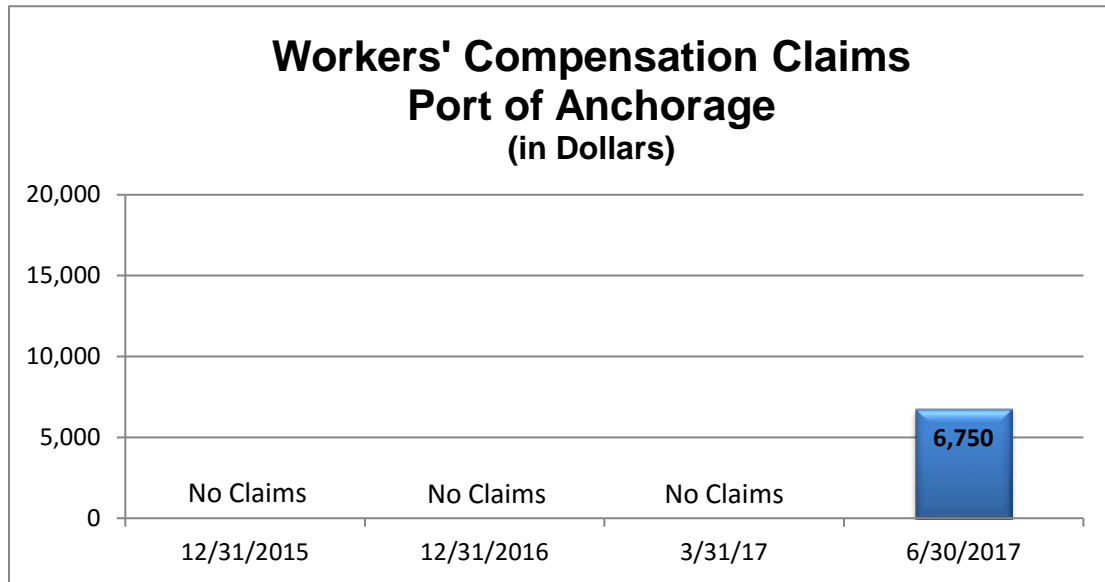 Workers' Compensation Claims
Port of Anchorage
(in Dollars)
20,000
15,000
10,000
5,000
0
No Claims
No Claims
No Claims
6,750
12/31/2015
12/31/2016
3/31/17
6/30/2017